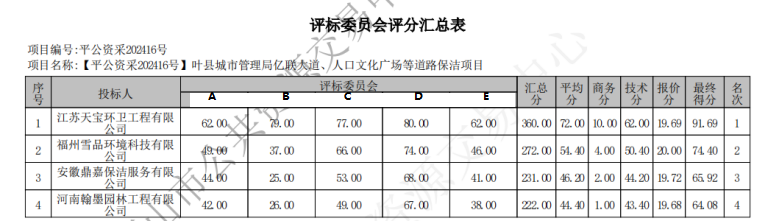 评标委员会评分汇总表
项目编号:平公资采202416号
项目名称:【平公资采202416号】叶县城市管理局亿联大道、人口文化广场等道路保洁项目
序号 投标人 评标委员会 汇总分 平均分 商务分 技术分 报价分 最终得分 名次
A B C D E
1 江苏天宝环卫工程有限公司 62.00 79.00 77.00 80.00 62.00 360.00 72.00 10.00 62.00 19.69 91.69 1
2 福州雪品环境科技有限公司 49.00 37.00 66.00 74.00 46.00 272.00 54.40 4.00 50.40 20.00 74.40 2
3 安徽鼎嘉保洁服务有限公司 44.00 25.00 53.00 68.00 41.00 231.00 46.20 2.00 44.20 19.72 65.92 3
4 河南翰墨园林工程有限公司 42.00 26.00 49.00 67.00 38.00 222.00 44.40 1.00 43.40 19.68 64.08 4